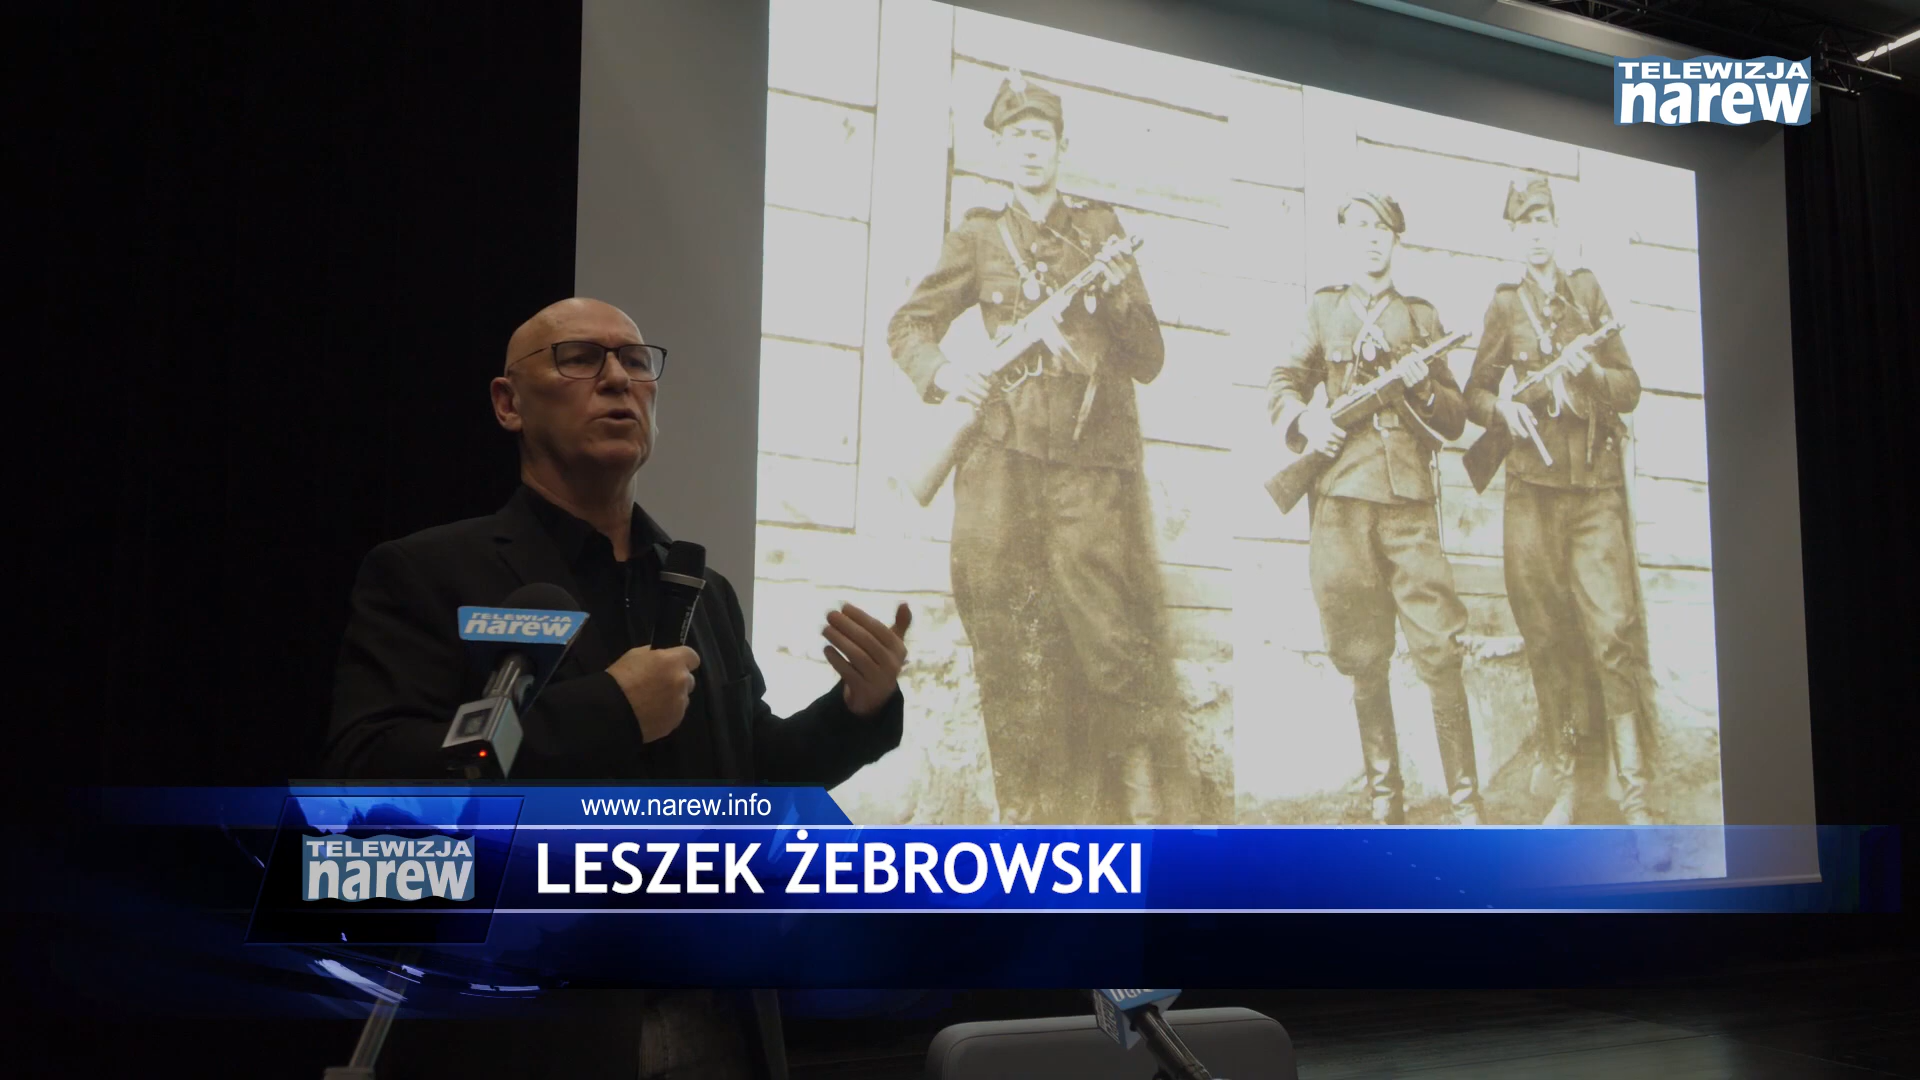 TELEWIZJA
narew
TELEWIZJA
narew
www.narew.info
TELEWIZJA
narew
LESZEK ŻEBROWSKI